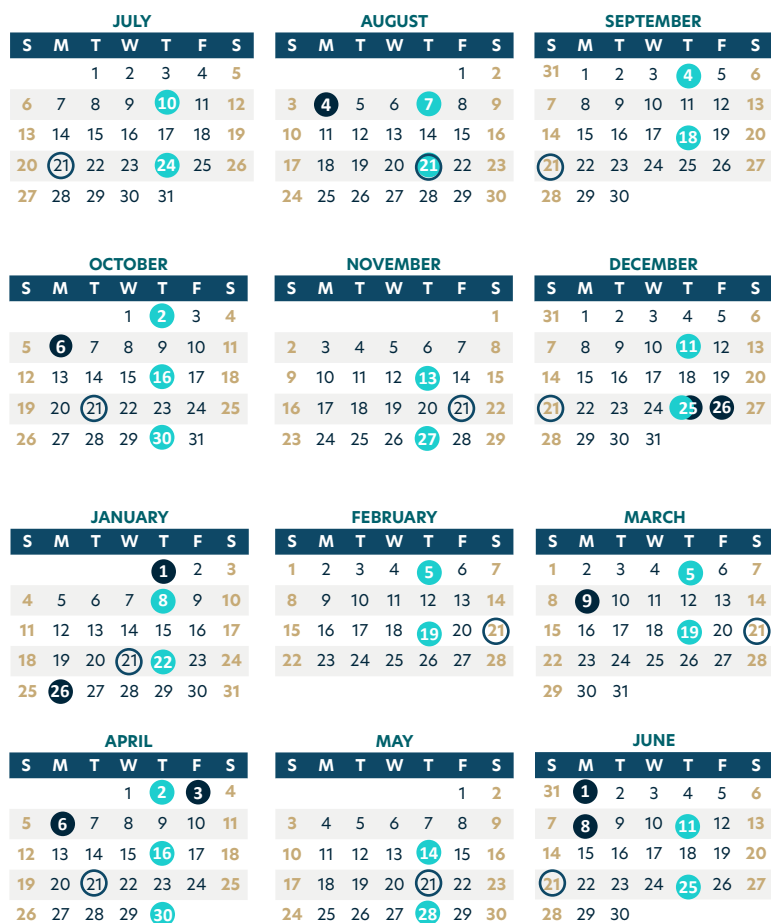 JULY AUGUST SEPTEMBER
S M T W T F S S M T W T F S S M T W T F S
1 2 3 4 5 1 2 31 1 2 3 4 5 6
6 7 8 9 10 11 12 3 4 5 6 7 8 9 7 8 9 10 11 12 13
13 14 15 16 17 18 19 10 11 12 13 14 15 16 14 15 16 17 18 19 20
20 21 22 23 24 25 26 17 18 19 20 21 22 23 21 22 23 24 25 26 27
27 28 29 30 31 24 25 26 27 28 29 30 28 29 30
OCTOBER NOVEMBER DECEMBER
S M T W T F S S M T W T F S S M T W T F S
1 2 3 4 1 31 1 2 3 4 5 6
5 6 7 8 9 10 11 2 3 4 5 6 7 8 7 8 9 10 11 12 13
12 13 14 15 16 17 18 9 10 11 12 13 14 15 14 15 16 17 18 19 20
19 20 21 22 23 24 25 16 17 18 19 20 21 22 21 22 23 24 25 26 27
26 27 28 29 30 31 23 24 25 26 27 28 29 28 29 30 31
JANUARY FEBRUARY MARCH
S M T W T F S S M T W T F S S M T W T F S
1 2 3 1 2 3 4 5 6 7 1 2 3 4 5 6 7
4 5 6 7 8 9 10 8 9 10 11 12 13 14 8 9 10 11 12 13 14
11 12 13 14 15 16 17 15 16 17 18 19 20 21 15 16 17 18 19 20 21
18 19 20 21 22 23 24 22 23 24 25 26 27 28 22 23 24 25 26 27 28
25 26 27 28 29 30 31 29 30 31
APRIL MAY JUNE
S M T W T F S S M T W T F S S M T W T F S
1 2 3 4 1 2 31 1 2 3 4 5 6
5 6 7 8 9 10 11 3 4 5 6 7 8 9 7 8 9 10 11 12 13
12 13 14 15 16 17 18 10 11 12 13 14 15 16 14 15 16 17 18 19 20
19 20 21 22 23 24 25 17 18 19 20 21 22 23 21 22 23 24 25 26 27
26 27 28 29 30 24 25 26 27 28 29 30 28 29 30